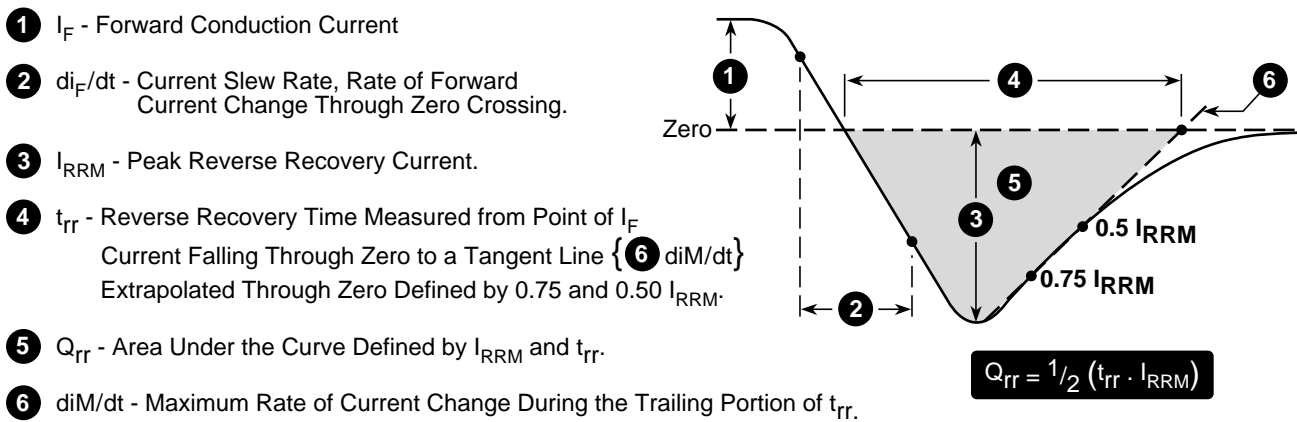 1 I_F - Forward Conduction Current
2 di_F/dt - Current Slew Rate, Rate of Forward
Current Change Through Zero Crossing.
3 I_RRM - Peak Reverse Recovery Current.
4 t_rr - Reverse Recovery Time Measured from Point of I_F
Current Falling Through Zero to a Tangent Line {6 diM/dt}
Extrapolated Through Zero Defined by 0.75 and 0.50 I_RRM.
5 Q_rr - Area Under the Curve Defined by I_RRM and t_rr.
6 diM/dt - Maximum Rate of Current Change During the Trailing Portion of t_rr.
1
4
6
Zero
5
3
0.5 I_RRM
0.75 I_RRM
2
Q_rr = 1/2 (t_rr . I_RRM)